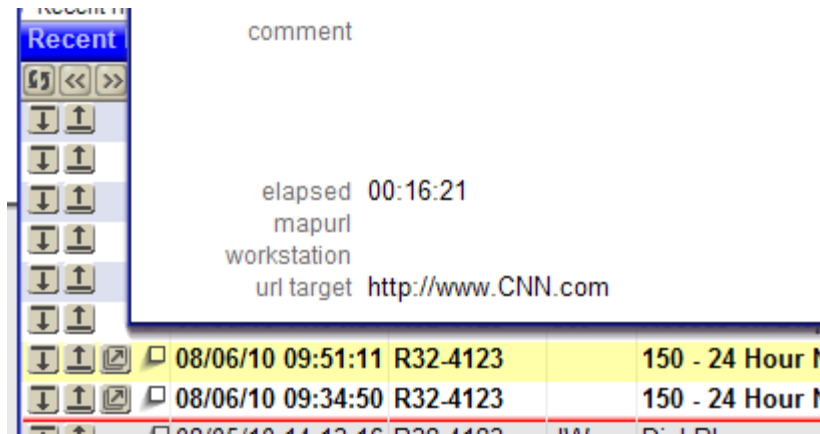 Recent
comment
elapsed 00:16:21
mapurl
workstation
url target http://www.CNN.com
08/06/10 09:51:11 R32-4123 150 - 24 Hour
08/06/10 09:34:50 R32-4123 150 - 24 Hour